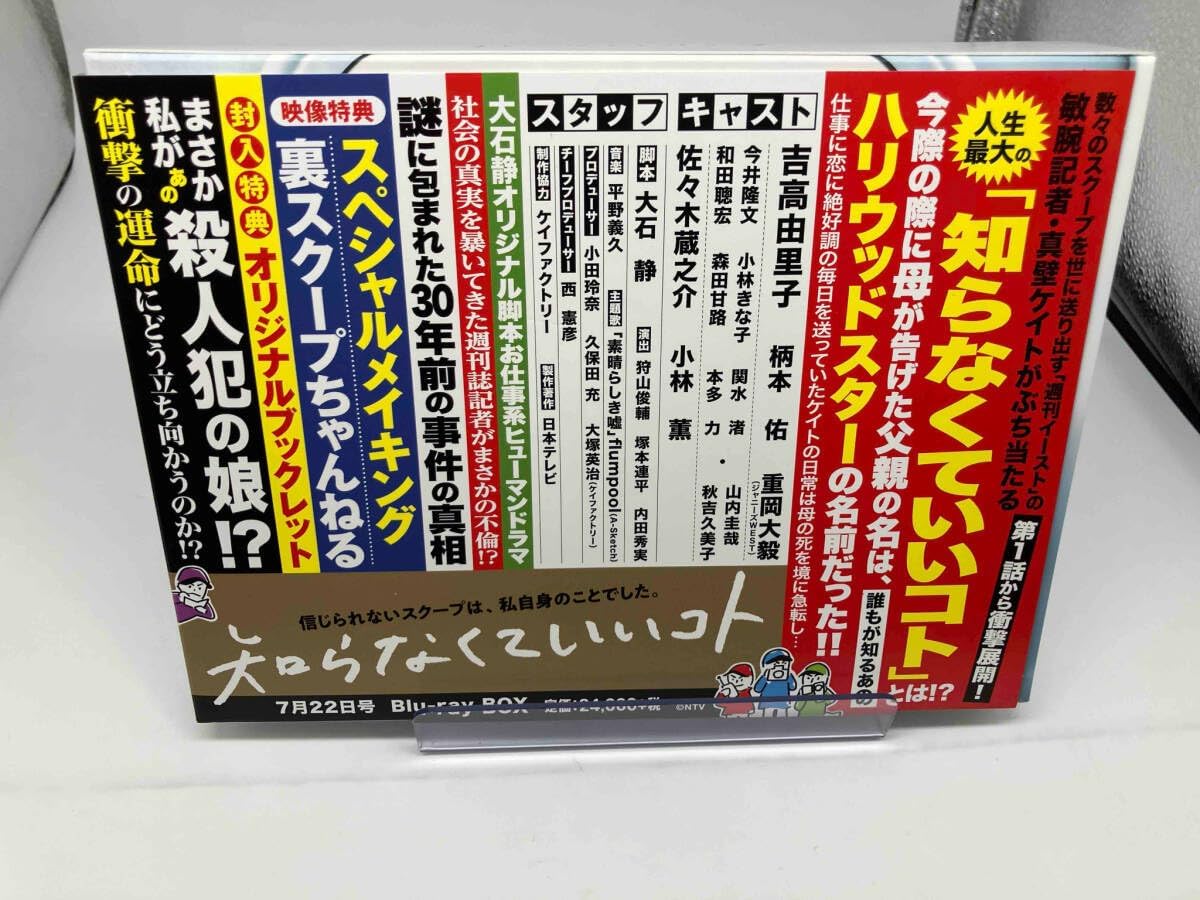 数々のスクープを世に送り出す「週刊イースト」の
敏腕記者・真壁ケイトがぶち当たる
第1話から衝撃展開！
人生
最大の
「知らなくていいコト」
とは!?
今際の際に母が告げた父親の名は、
誰もが知るあの
ハリウッドスターの名前だった!!
仕事に恋に絶好調の毎日を送っていたケイトの日常は母の死を境に急転し…
キャスト
吉高由里子　柄本　佑　重岡大毅
(ジャニーズWEST)
今井隆文　小林きな子　関水　渚　山内圭哉
和田聰宏　森田甘路　本多　力・秋吉久美子
佐々木蔵之介　小林　薫
スタッフ
脚本 大石　静　演出 狩山俊輔　塚本連平　内田秀実
音楽 平野義久　主題歌 「素晴らしき嘘」flumpool(A-Sketch)
プロデューサー 小田玲奈　久保田　充　大塚英治(ケイファクトリー)
チーフプロデューサー 西　憲彦
制作協力 ケイファクトリー　製作著作 日本テレビ
大石静オリジナル脚本お仕事系ヒューマンドラマ
社会の真実を暴いてきた週刊誌記者がまさかの不倫!?
謎に包まれた30年前の事件の真相
映像特典
スペシャルメイキング
裏スクープちゃんねる
封入特典 オリジナルブックレット
まさか
私があの
殺人犯の娘!?
衝撃の運命にどう立ち向かうのか!?
信じられないスクープは、私自身のことでした。
知らなくていいコト
7月22日号　Blu-ray BOX　定価：24,000+税　©NTV